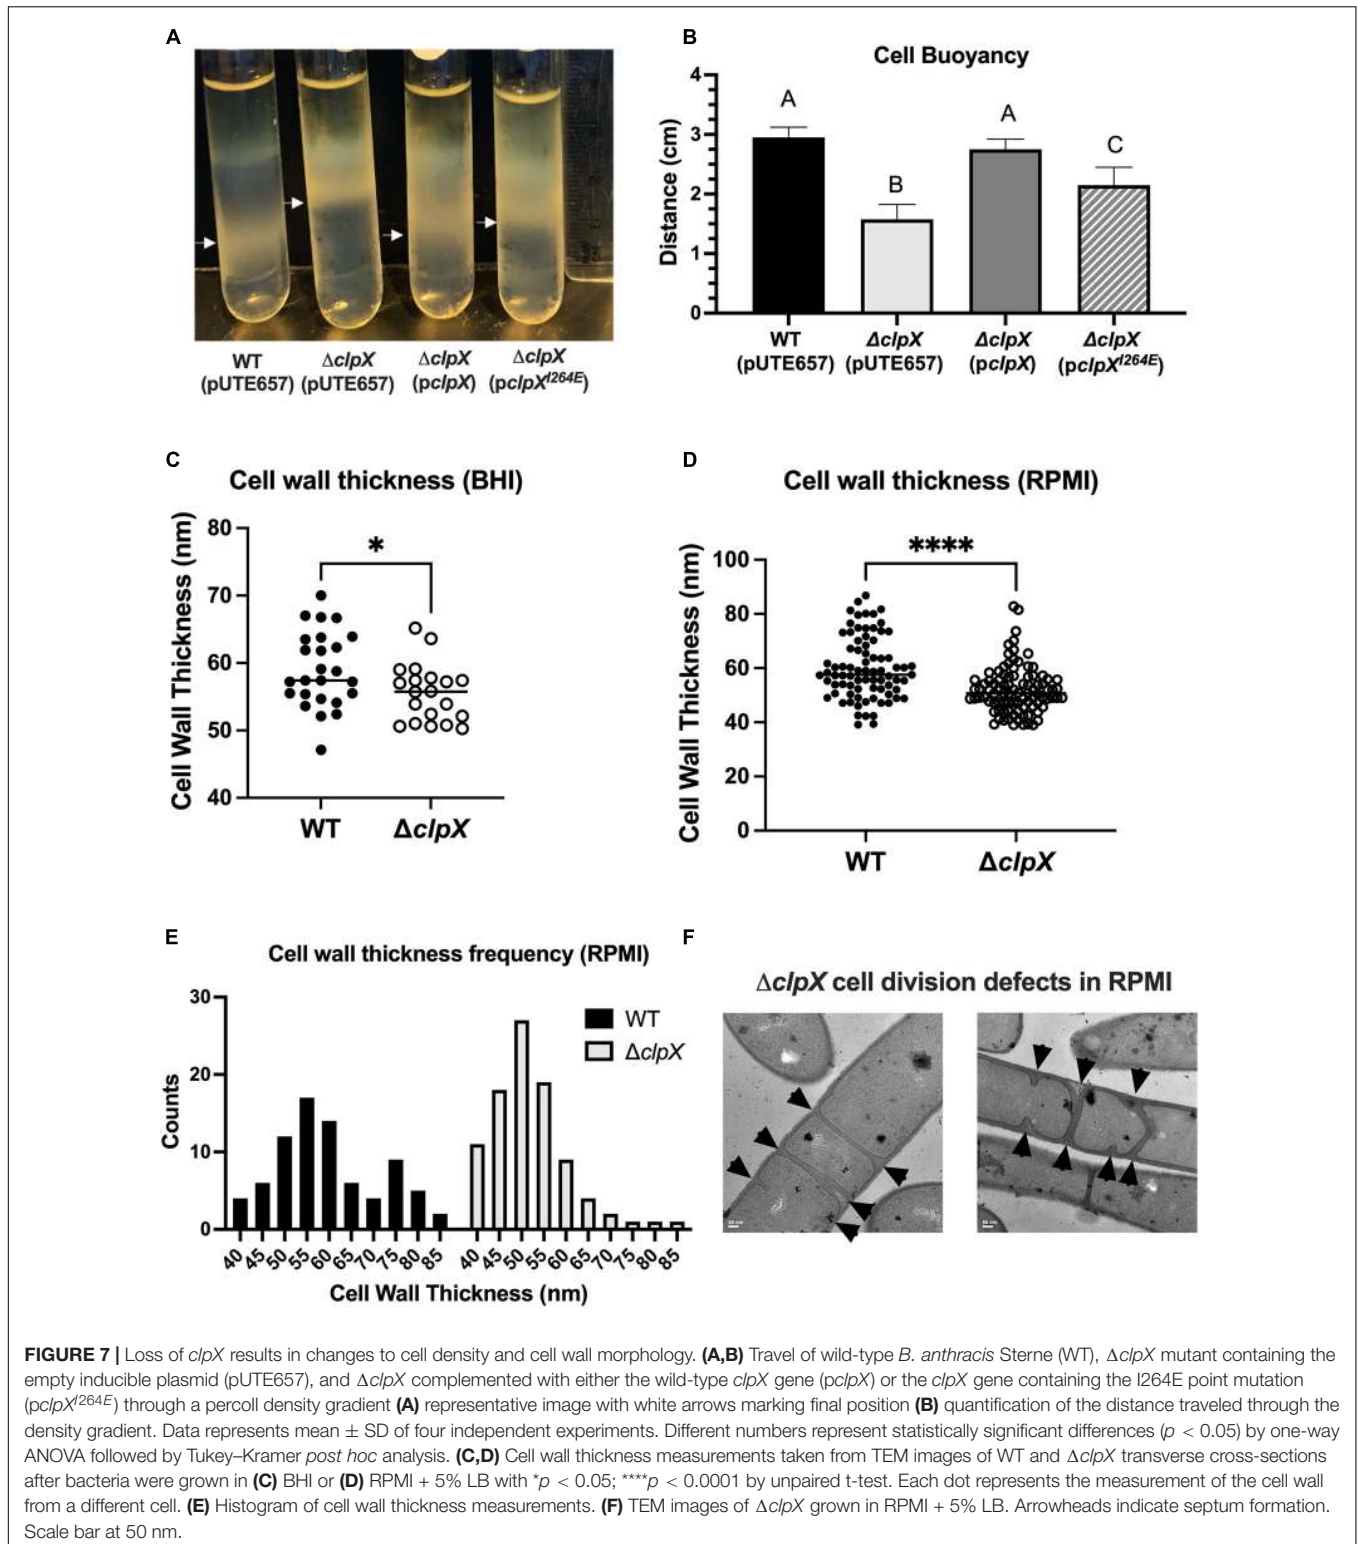 A
WT
(pUTE657)
ΔclpX
(pUTE657)
ΔclpX
(pclpX)
ΔclpX
(pclpX^I264E)
B
Cell Buoyancy
Distance (cm)
4
3
2
1
0
A
B
A
C
WT
(pUTE657)
ΔclpX
(pUTE657)
ΔclpX
(pclpX)
ΔclpX
(pclpX^I264E)
C
Cell wall thickness (BHI)
Cell Wall Thickness (nm)
80
70
60
50
40
*
WT
ΔclpX
D
Cell wall thickness (RPMI)
Cell Wall Thickness (nm)
100
80
60
40
20
0
****
WT
ΔclpX
E
Cell wall thickness frequency (RPMI)
Counts
30
20
10
0
WT
ΔclpX
40 45 50 55 60 65 70 75 80 85 40 45 50 55 60 65 70 75 80 85
Cell Wall Thickness (nm)
F
ΔclpX cell division defects in RPMI
FIGURE 7 | Loss of clpX results in changes to cell density and cell wall morphology. (A,B) Travel of wild-type B. anthracis Sterne (WT), ΔclpX mutant containing the
empty inducible plasmid (pUTE657), and ΔclpX complemented with either the wild-type clpX gene (pclpX) or the clpX gene containing the I264E point mutation
(pclpX^I264E) through a percoll density gradient (A) representative image with white arrows marking final position (B) quantification of the distance traveled through the
density gradient. Data represents mean ± SD of four independent experiments. Different numbers represent statistically significant differences (p < 0.05) by one-way
ANOVA followed by Tukey–Kramer post hoc analysis. (C,D) Cell wall thickness measurements taken from TEM images of WT and ΔclpX transverse cross-sections
after bacteria were grown in (C) BHI or (D) RPMI + 5% LB with *p < 0.05; ****p < 0.0001 by unpaired t-test. Each dot represents the measurement of the cell wall
from a different cell. (E) Histogram of cell wall thickness measurements. (F) TEM images of ΔclpX grown in RPMI + 5% LB. Arrowheads indicate septum formation.
Scale bar at 50 nm.